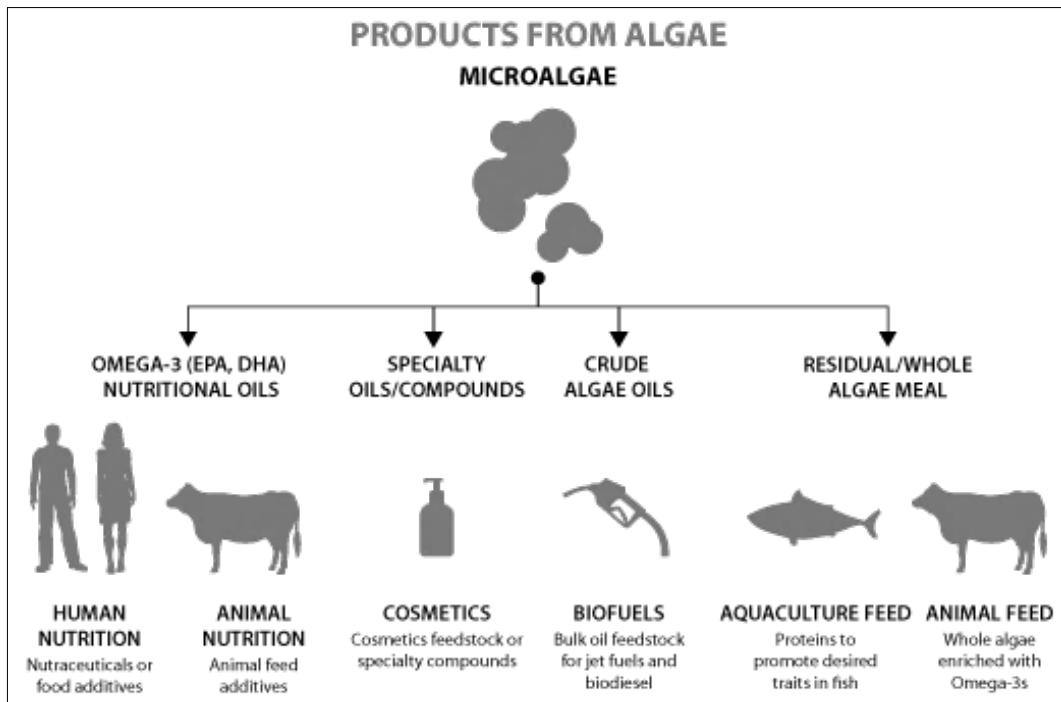 PRODUCTS FROM ALGAE
MICROALGAE
OMEGA-3 (EPA, DHA)
NUTRITIONAL OILS
SPECIALTY
OILS/COMPOUNDS
CRUDE
ALGAE OILS
RESIDUAL/WHOLE
ALGAE MEAL
HUMAN
NUTRITION
Nutraceuticals or
food additives
ANIMAL
NUTRITION
Animal feed
additives
COSMETICS
Cosmetics feedstock or
specialty compounds
BIOFUELS
Bulk oil feedstock
for jet fuels and
biodiesel
AQUACULTURE FEED
Proteins to
promote desired
traits in fish
ANIMAL FEED
Whole algae
enriched with
Omega-3s